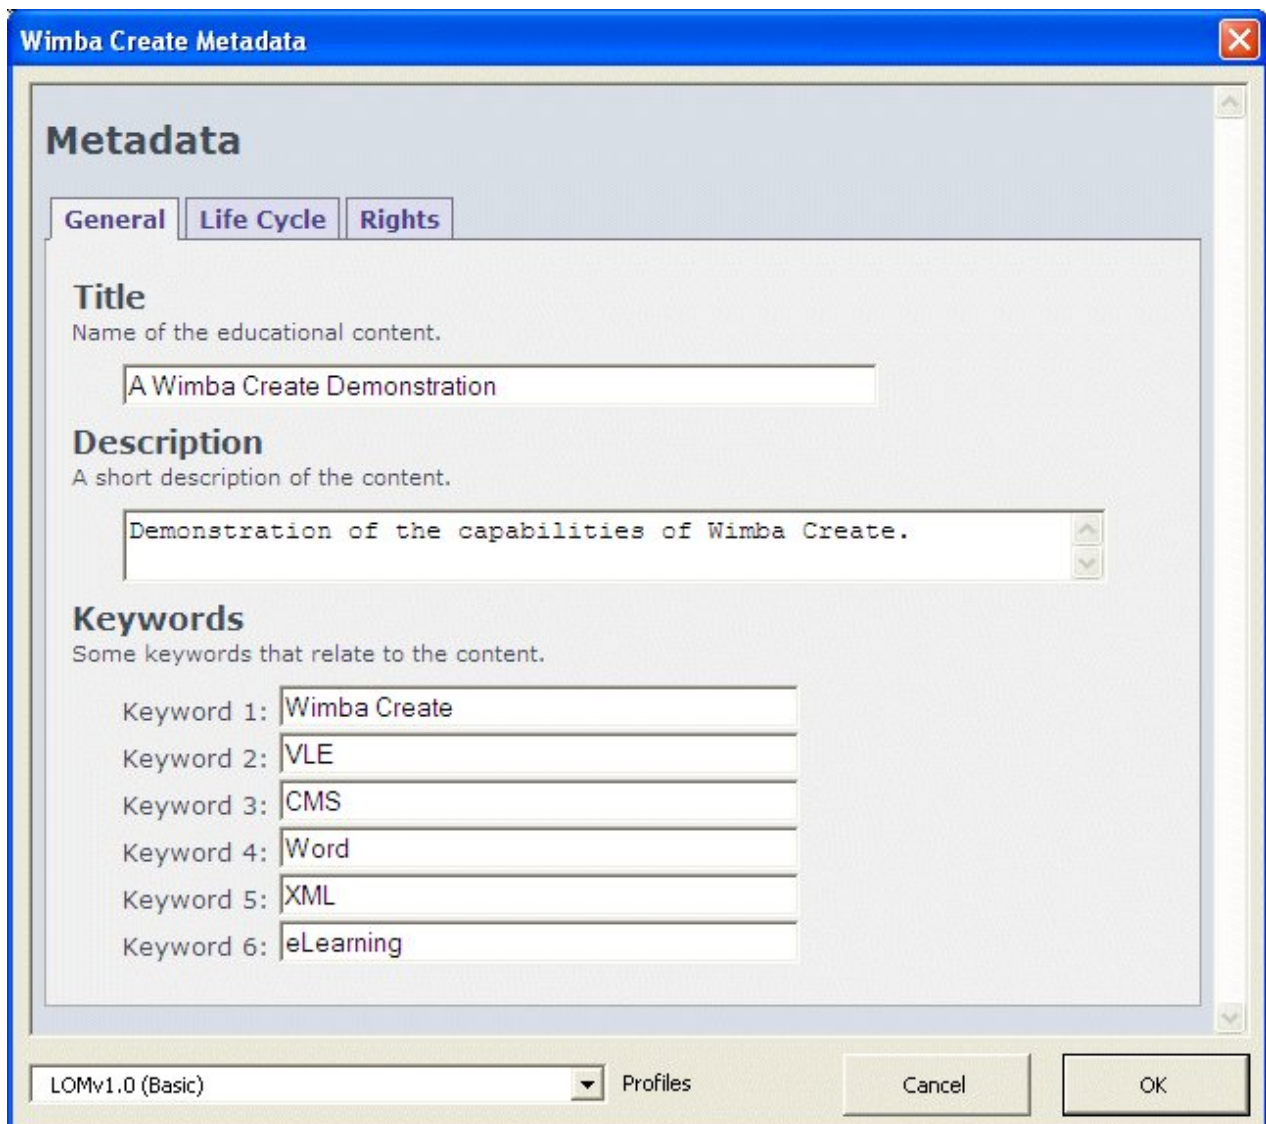 Wimba Create Metadata
Metadata
General Life Cycle Rights
Title
Name of the educational content.
A Wimba Create Demonstration
Description
A short description of the content.
Demonstration of the capabilities of Wimba Create.
Keywords
Some keywords that relate to the content.
Keyword 1: Wimba Create
Keyword 2: VLE
Keyword 3: CMS
Keyword 4: Word
Keyword 5: XML
Keyword 6: eLearning
LOMv1.0 (Basic) Profiles Cancel OK